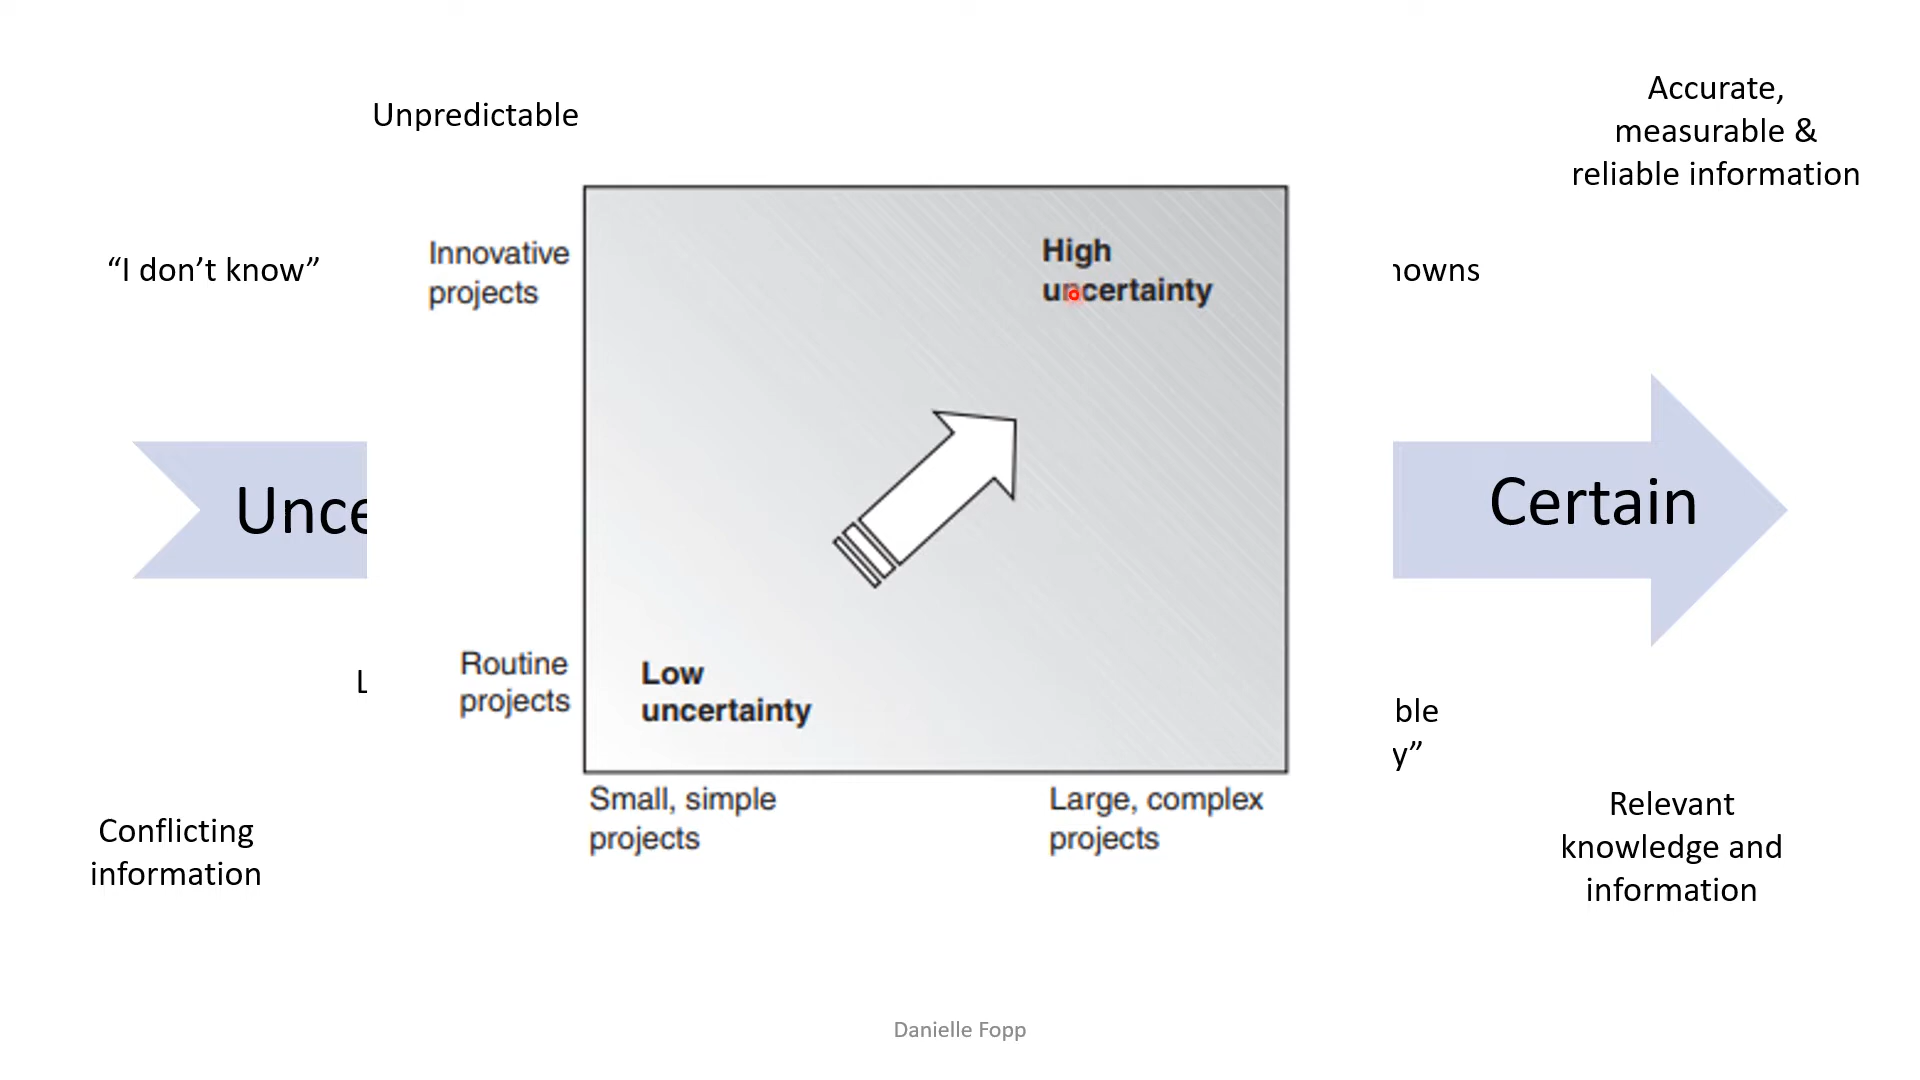 Unpredictable
Accurate,
measurable &
reliable information
“I don’t know”
Innovative
projects
High
uncertainty
nowns
Unce
Certain
L
Routine
projects
Low
uncertainty
ble
y”
Small, simple
projects
Large, complex
projects
Conflicting
information
Relevant
knowledge and
information
Danielle Fopp